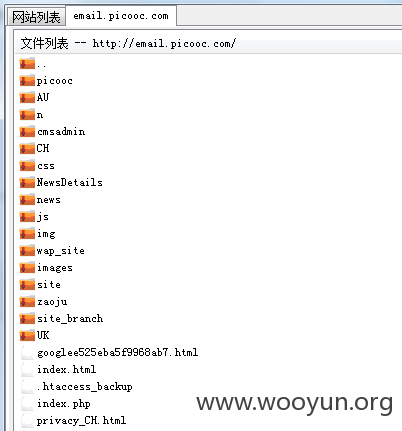 网站列表 email.picooc.com
文件列表 -- http://email.picooc.com/
..
picooc
AU
n
cmsadmin
CH
css
NewsDetails
news
js
img
wap_site
images
site
zaoju
site_branch
UK
googlee525eba5f9968ab7.html
index.html
.htaccess_backup
index.php
privacy_CH.html
www.wooyun.org